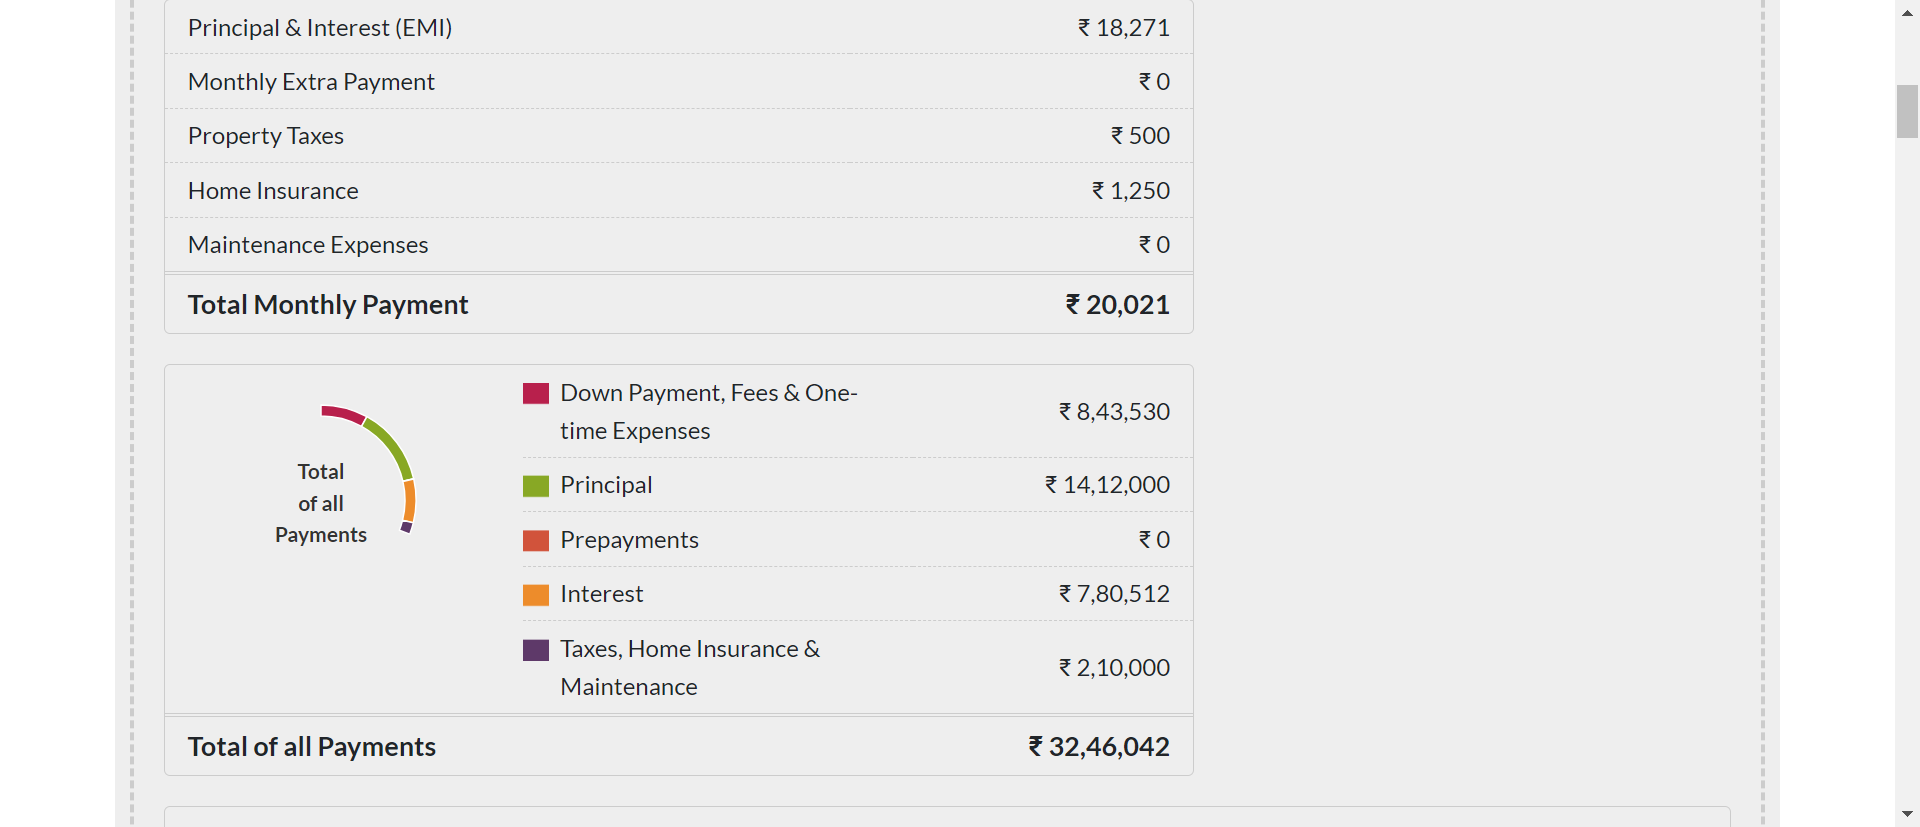 Principal & Interest (EMI) ₹ 18,271
Monthly Extra Payment ₹ 0
Property Taxes ₹ 500
Home Insurance ₹ 1,250
Maintenance Expenses ₹ 0
Total Monthly Payment ₹ 20,021
Total
of all
Payments
Down Payment, Fees & One-
time Expenses
₹ 8,43,530
Principal ₹ 14,12,000
Prepayments ₹ 0
Interest ₹ 7,80,512
Taxes, Home Insurance &
Maintenance
₹ 2,10,000
Total of all Payments ₹ 32,46,042